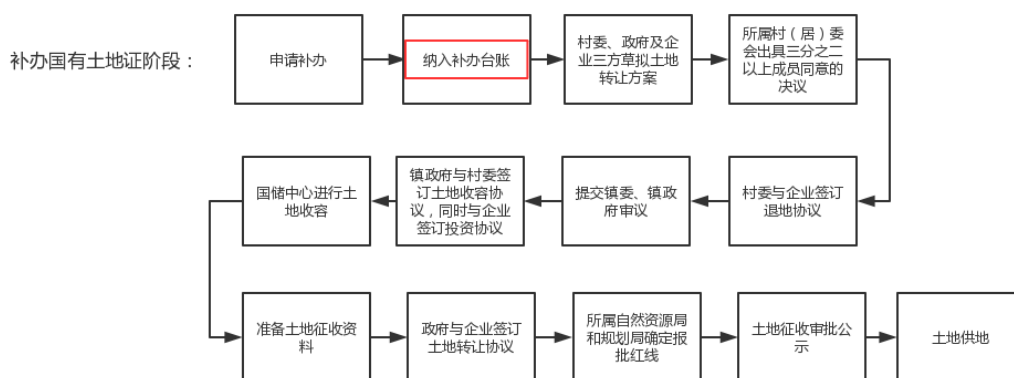 补办国有土地证阶段：
申请补办
纳入补办台账
村委、政府及企
业三方草拟土地
转让方案
所属村（居）委
会出具三分之二
以上成员同意的
决议
村委与企业签订
退地协议
提交镇委、镇政
府审议
镇政府与村委签
订土地收容协
议，同时与企业
签订投资协议
国储中心进行土
地收容
准备土地征收资
料
政府与企业签订
土地转让协议
所属自然资源局
和规划局确定报
批红线
土地征收审批公
示
土地供地